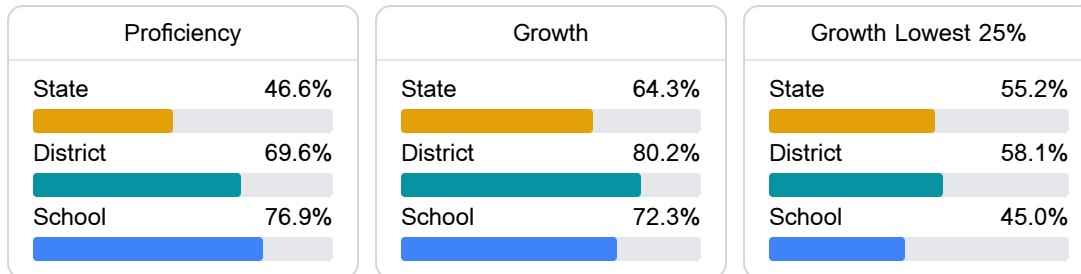 Proficiency
State 46.6%
District 69.6%
School 76.9%
Growth
State 64.3%
District 80.2%
School 72.3%
Growth Lowest 25%
State 55.2%
District 58.1%
School 45.0%